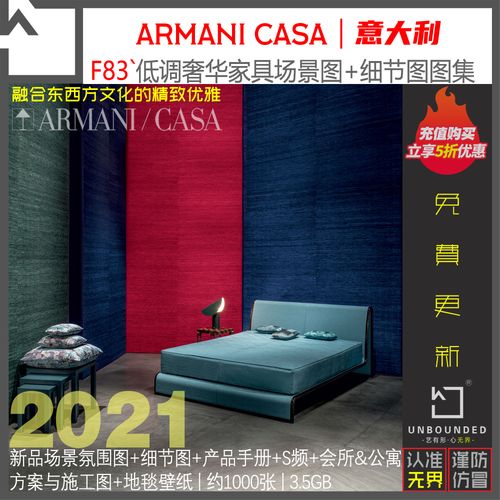 ARMANI CASA | 意大利
F83`低调奢华家具场景图+细节图图集
融合东西方文化的精致优雅
ARMANI/CASA
充值购买
立享5折优惠
免費更新
2021
UNBOUNDED
-艺有形·心无界-
新品场景氛围图+细节图+产品手册+S频+会所&公寓
方案与施工图+地毯壁纸 | 约1000张 | 3.5GB
认准无界
谨防仿冒